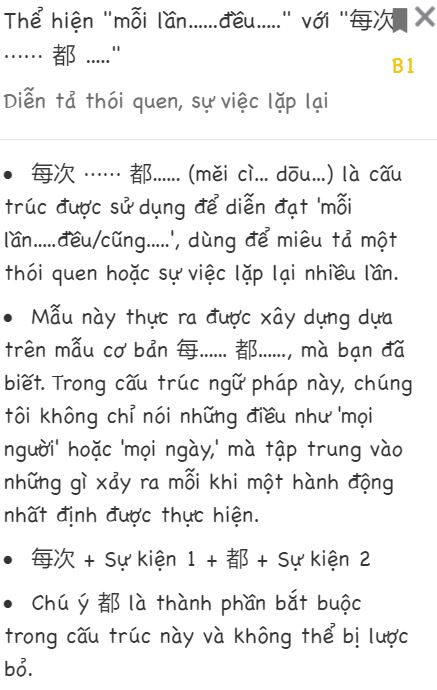 Thể hiện "mỗi lần......đều....." với "每次
...... 都 ....."
B1
Diễn tả thói quen, sự việc lặp lại
• 每次 ...... 都...... (měi cì... dōu...) là cấu
trúc được sử dụng để diễn đạt 'mỗi
lần.....đều/cũng.....', dùng để miêu tả một
thói quen hoặc sự việc lặp lại nhiều lần.
• Mẫu này thực ra được xây dựng dựa
trên mẫu cơ bản 每...... 都......, mà bạn đã
biết. Trong cấu trúc ngữ pháp này, chúng
tôi không chỉ nói những điều như 'mọi
người' hoặc 'mọi ngày,' mà tập trung vào
những gì xảy ra mỗi khi một hành động
nhất định được thực hiện.
• 每次 + Sự kiện 1 + 都 + Sự kiện 2
• Chú ý 都 là thành phần bắt buộc
trong cấu trúc này và không thể bị lược
bỏ.